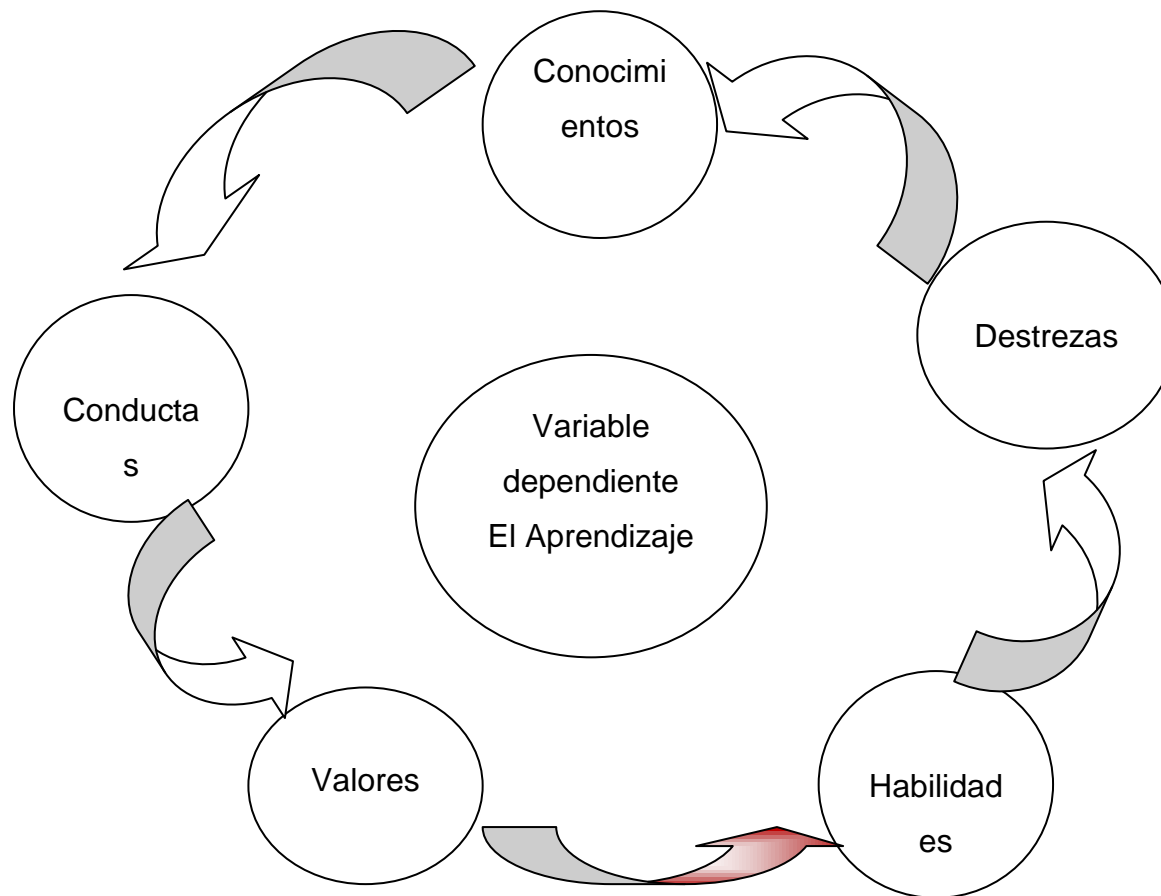 Conocimi
entos
Destrezas
Conducta
s
Variable
dependiente
El Aprendizaje
Valores
Habilidad
es